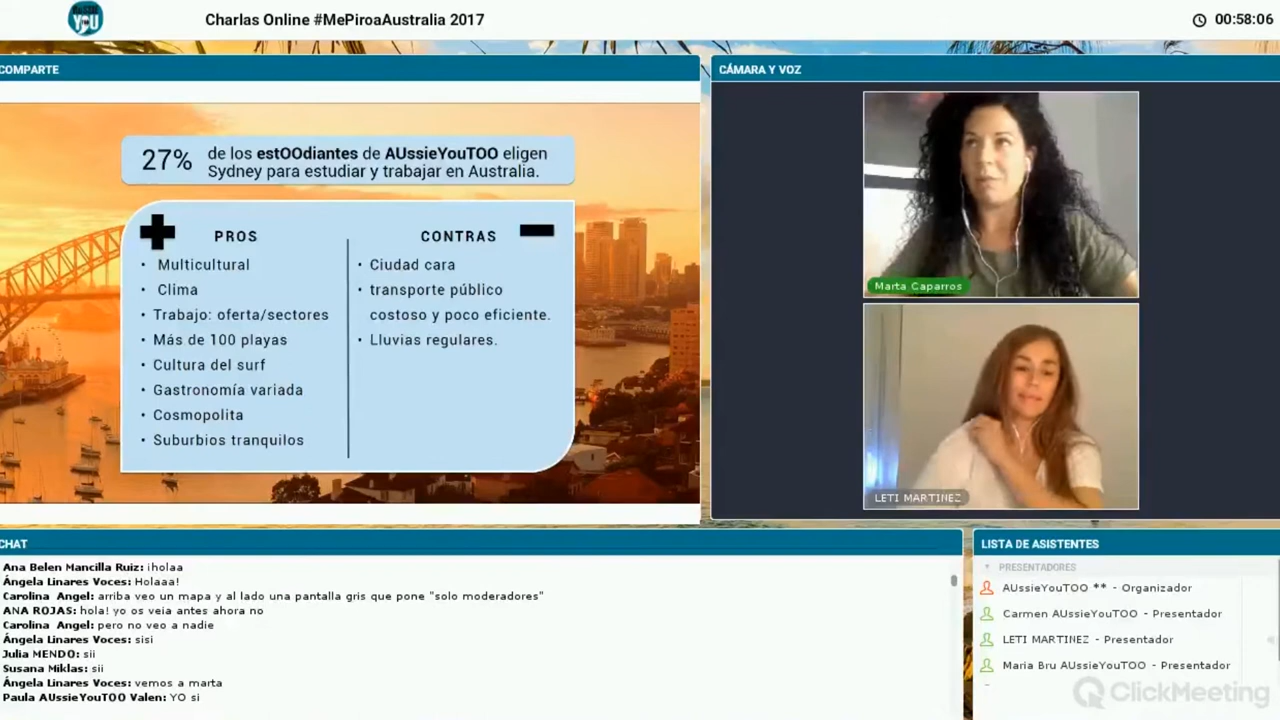 YOU
Charlas Online #MePiroaAustralia 2017
00:58:06
COMPARTE
CÁMARA Y VOZ
27%
de los estOOdiantes de AUssieYouTOO eligen
Sydney para estudiar y trabajar en Australia.
PROS
CONTRAS
• Multicultural
• Clima
• Trabajo: oferta/sectores
• Más de 100 playas
• Cultura del surf
• Gastronomía variada
• Cosmopolita
• Suburbios tranquilos
• Ciudad cara
• transporte público
costoso y poco eficiente.
• Lluvias regulares.
Marta Caparros
LETI MARTINEZ
CHAT
Ana Belen Mancilla Ruiz: ¡holaa
Ángela Linares Voces: Holaaa!
Carolina Angel: arriba veo un mapa y al lado una pantalla gris que pone "solo moderadores"
ANA ROJAS: hola! yo os veia antes ahora no
Carolina Angel: pero no veo a nadie
Ángela Linares Voces: sisi
Julia MENDO: sii
Susana Miklas: sii
Ángela Linares Voces: vemos a marta
Paula AUssieYouTOO Valen: YO si
LISTA DE ASISTENTES
PRESENTADORES
AUssieYouTOO ** - Organizador
Carmen AUssieYouTOO - Presentador
LETI MARTINEZ - Presentador
Maria Bru AUssieYouTOO - Presentador
ClickMeeting